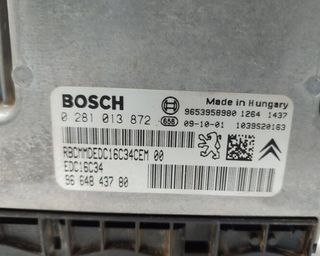 BOSCH
Made in Hungary
0 281 013 872
658
9653958980 1264 1437
09-10-01 1039S20163
RBCMMDEDC16C34CEM 00
EDC16C34
96 648 437 80